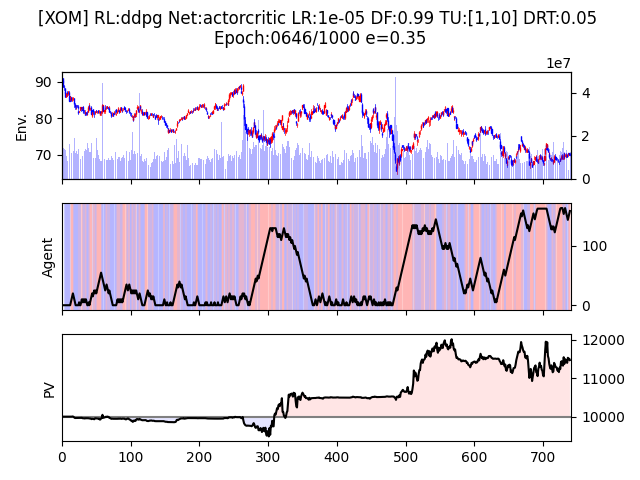 [XOM] RL:ddpg Net:actorcritic LR:1e-05 DF:0.99 TU:[1,10] DRT:0.05
Epoch:0646/1000 e=0.35
1e7
90
80
70
Env.
4
2
0
Agent
100
0
PV
12000
11000
10000
0 100 200 300 400 500 600 700